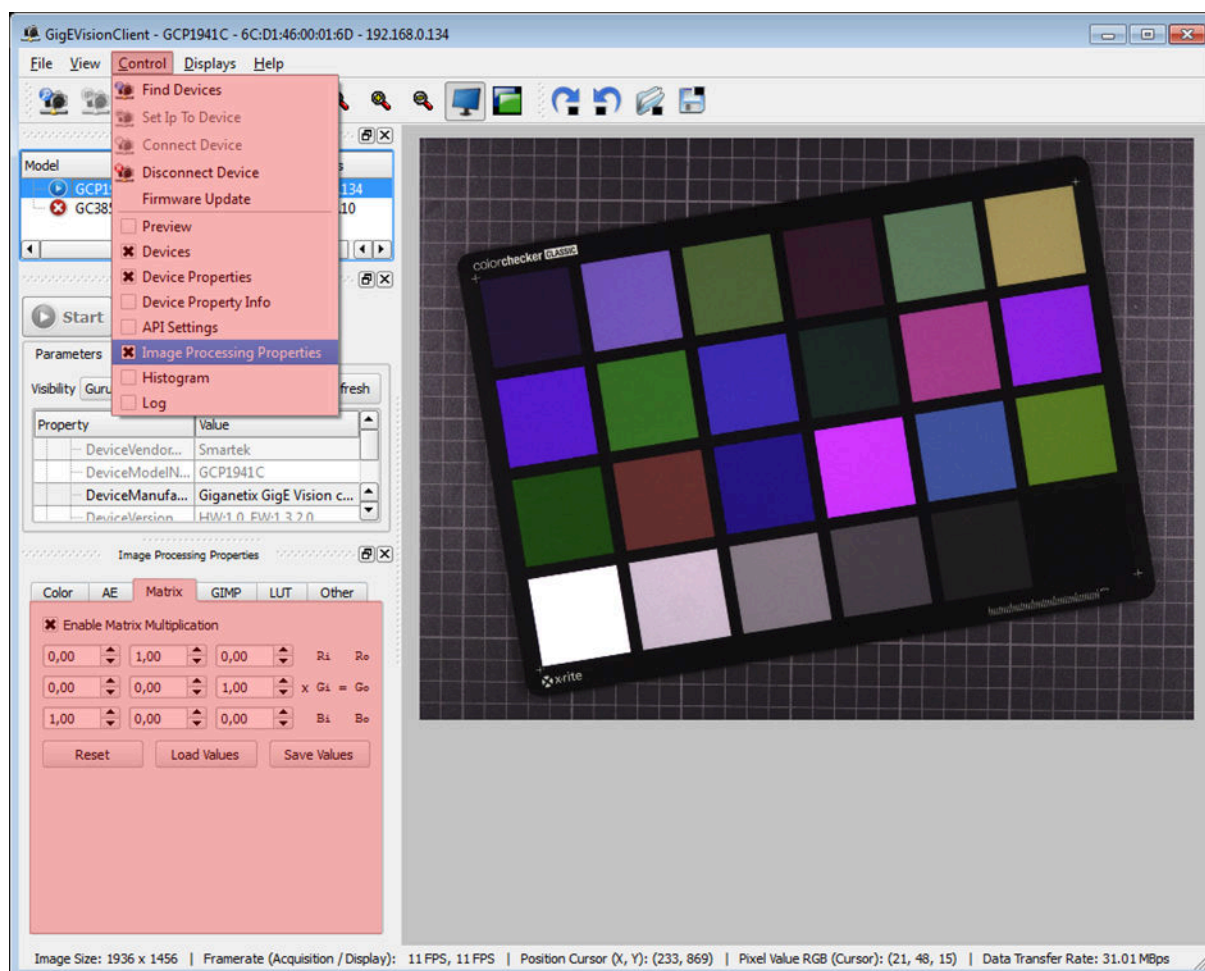 GigEVisionClient - GCP1941C - 6C:D1:46:00:01:6D - 192.168.0.134
File View Control Displays Help
Find Devices
Set Ip To Device
Connect Device
Disconnect Device
Firmware Update
Preview
Devices
Device Properties
Device Property Info
API Settings
Image Processing Properties
Histogram
Log
Model
Start
Parameters
Visibility
Property Value
DeviceVendor... Smartek
DeviceModelN... GCP1941C
DeviceManufa... Giganetix GigE Vision c...
DeviceVersion HW:1.0 FW:1.3.2.0
Image Processing Properties
Color AE Matrix GIMP LUT Other
Enable Matrix Multiplication
0,00 1,00 0,00 Ri Ro
0,00 0,00 1,00 x Gi = Go
1,00 0,00 0,00 Bi Bo
Reset Load Values Save Values
colorchecker CLASSIC
x-rite
Image Size: 1936 x 1456 | Framerate (Acquisition / Display): 11 FPS, 11 FPS | Position Cursor (X, Y): (233, 869) | Pixel Value RGB (Cursor): (21, 48, 15) | Data Transfer Rate: 31.01 MBps